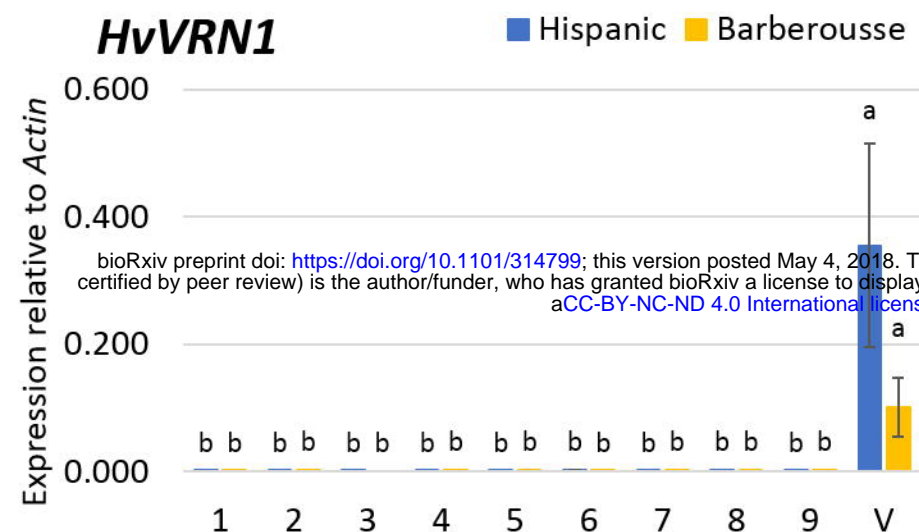 HvVRN1
Hispanic Barberousse
Expression relative to Actin
0.600
0.400
0.200
0.000
a
a
bioRxiv preprint doi: https://doi.org/10.1101/314799; this version posted May 4, 2018. T
certified by peer review) is the author/funder, who has granted bioRxiv a license to display
aCC-BY-NC-ND 4.0 International licens
b b b b b b b b b b b b b b b b b b
1 2 3 4 5 6 7 8 9 V